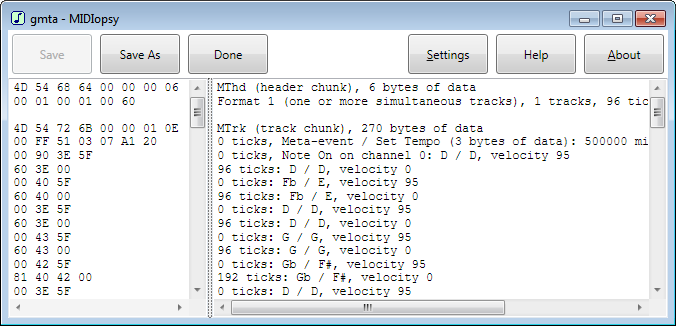 gmta - MIDIopsy
Save Save As Done Settings Help About
4D 54 68 64 00 00 00 06 MThd (header chunk), 6 bytes of data
00 01 00 01 00 60 Format 1 (one or more simultaneous tracks), 1 tracks, 96 tic
4D 54 72 6B 00 00 01 0E MTrk (track chunk), 270 bytes of data
00 FF 51 03 07 A1 20 0 ticks, Meta-event / Set Tempo (3 bytes of data): 500000 mi
00 90 3E 5F 0 ticks, Note On on channel 0: D / D, velocity 95
60 3E 00 96 ticks: D / D, velocity 0
00 40 5F 0 ticks: Fb / E, velocity 95
60 40 00 96 ticks: Fb / E, velocity 0
00 3E 5F 0 ticks: D / D, velocity 95
60 3E 00 96 ticks: D / D, velocity 0
00 43 5F 0 ticks: G / G, velocity 95
60 43 00 96 ticks: G / G, velocity 0
00 42 5F 0 ticks: Gb / F#, velocity 95
81 40 42 00 192 ticks: Gb / F#, velocity 0
00 3E 5F 0 ticks: D / D, velocity 95